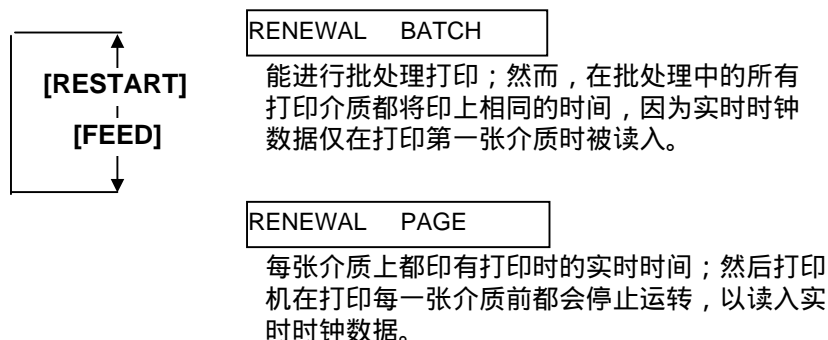 RENEWAL BATCH
[RESTART]
[FEED]
能进行批处理打印；然而，在批处理中的所有
打印介质都将印上相同的时间，因为实时时钟
数据仅在打印第一张介质时被读入。
RENEWAL PAGE
每张介质上都印有打印时的实时时间；然后打印
机在打印每一张介质前都会停止运转，以读入实
时时钟数据。